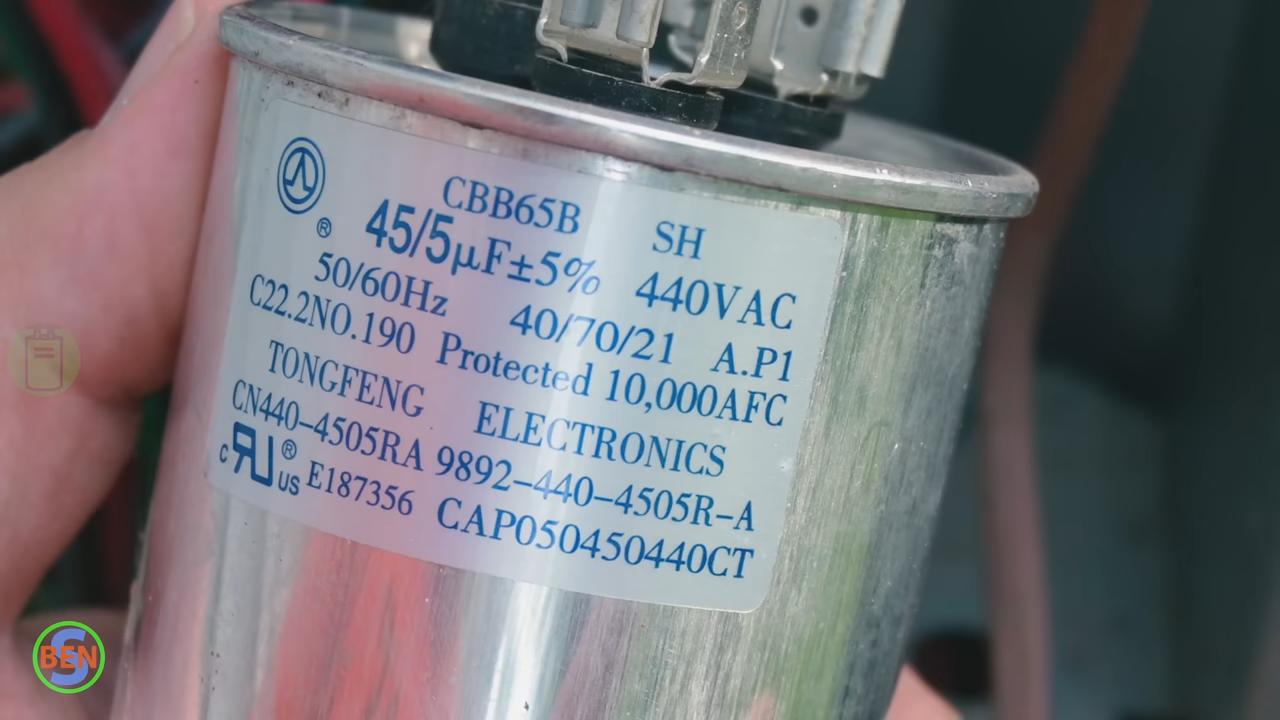 CBB65B SH
® 45/5μF±5% 440VAC
50/60Hz 40/70/21 A.P1
C22.2NO.190 Protected 10,000AFC
TONGFENG ELECTRONICS
CN440-4505RA 9892-440-4505R-A
c RU ® US E187356 CAP050450440CT
BEN S